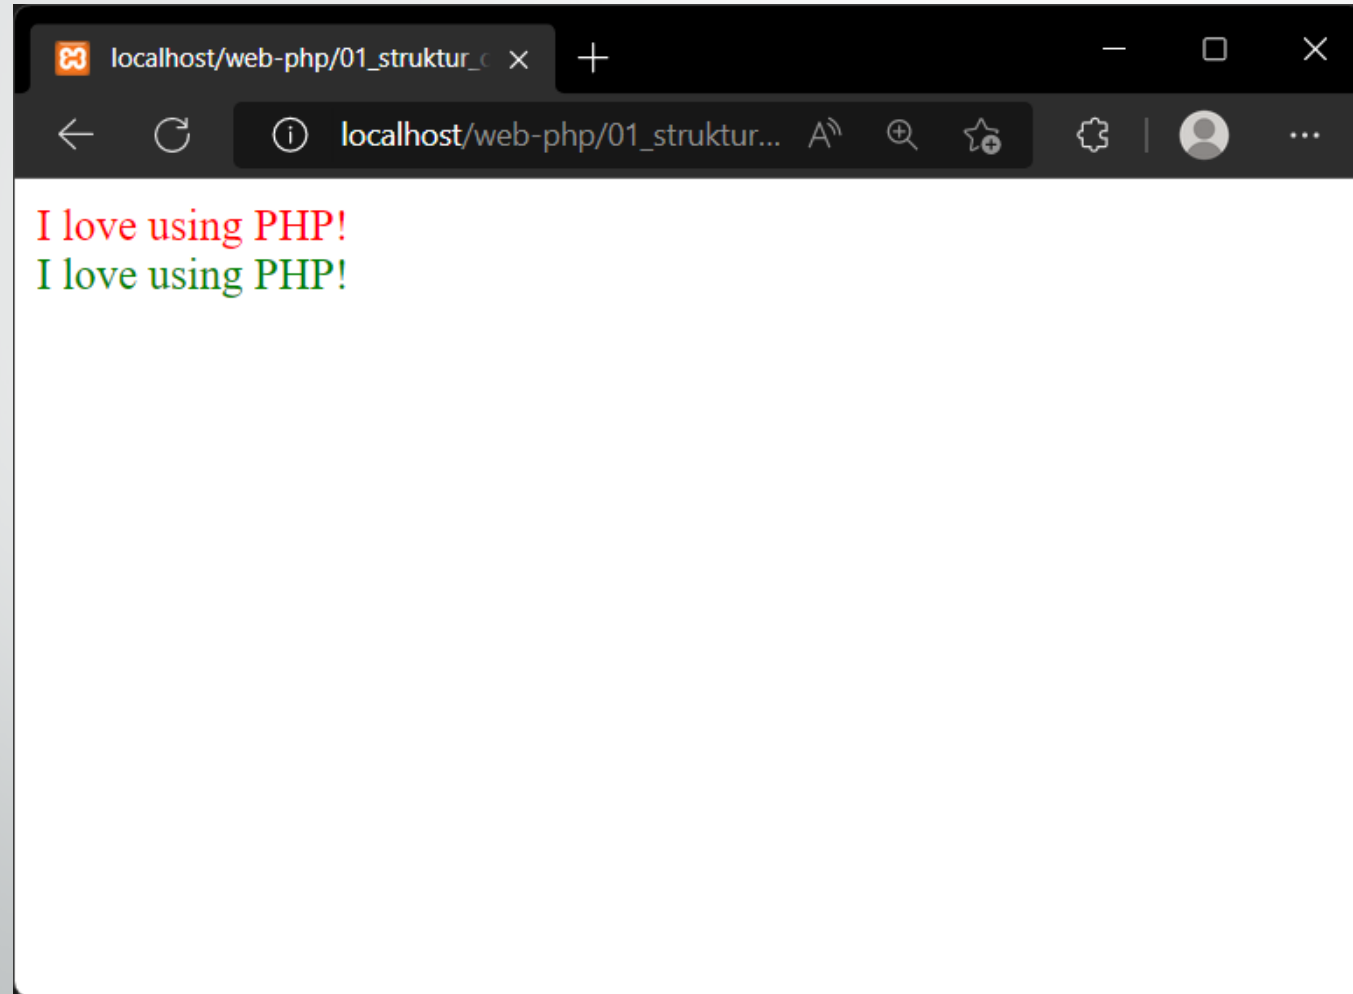 localhost/web-php/01_struktur_
localhost/web-php/01_struktur...
I love using PHP!
I love using PHP!